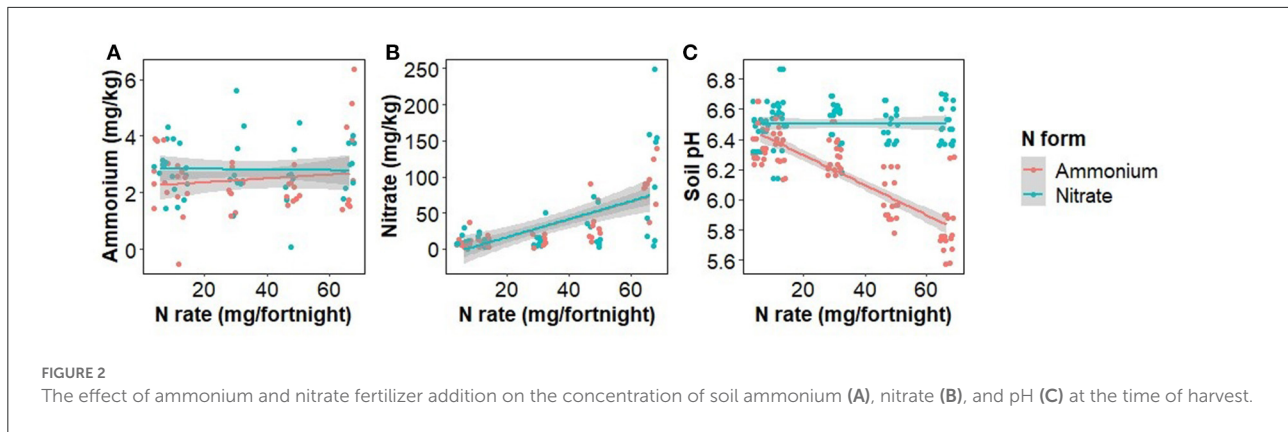 A
B
C
Ammonium (mg/kg)
6
4
2
0
20 40 60
N rate (mg/fortnight)
Nitrate (mg/kg)
250
200
150
100
50
0
20 40 60
N rate (mg/fortnight)
Soil pH
6.8
6.6
6.4
6.2
6.0
5.8
5.6
20 40 60
N rate (mg/fortnight)
N form
Ammonium
Nitrate
FIGURE 2
The effect of ammonium and nitrate fertilizer addition on the concentration of soil ammonium (A), nitrate (B), and pH (C) at the time of harvest.